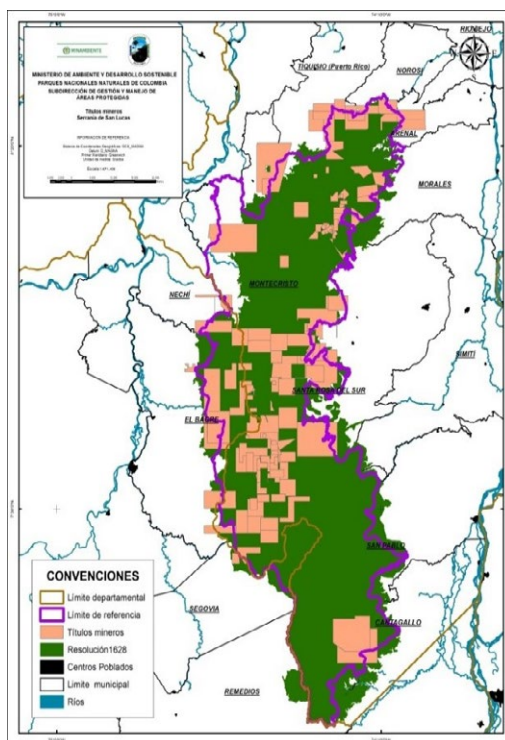 MINAMBIENTE
MINISTERIO DE AMBIENTE Y DESARROLLO SOSTENIBLE
PARQUES NACIONALES NATURALES DE COLOMBIA
SUBDIRECCIÓN DE GESTIÓN Y MANEJO DE
ÁREAS PROTEGIDAS
Títulos mineros
Serranía de San Lucas
INFORMACIÓN DE REFERENCIA
TIQUISIO (Puerto Rico)
NOROSI
ARENAL
MORALES
MONTECRISTO
NECHÍ
SIMITÍ
SANTA ROSA DEL SUR
EL BAGRE
SAN PABLO
CANTAGALLO
SEGOVIA
REMEDIOS
CONVENCIONES
Límite departamental
Límite de referencia
Títulos mineros
Resolución1628
Centros Poblados
Límite municipal
Ríos